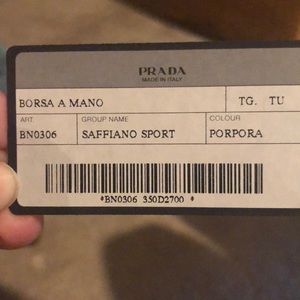 PRADA
MADE IN ITALY
BORSA A MANO TG. TU
ART. GROUP NAME COLOUR
BN0306 SAFFIANO SPORT PORPORA
*BN0306 350D2700 *